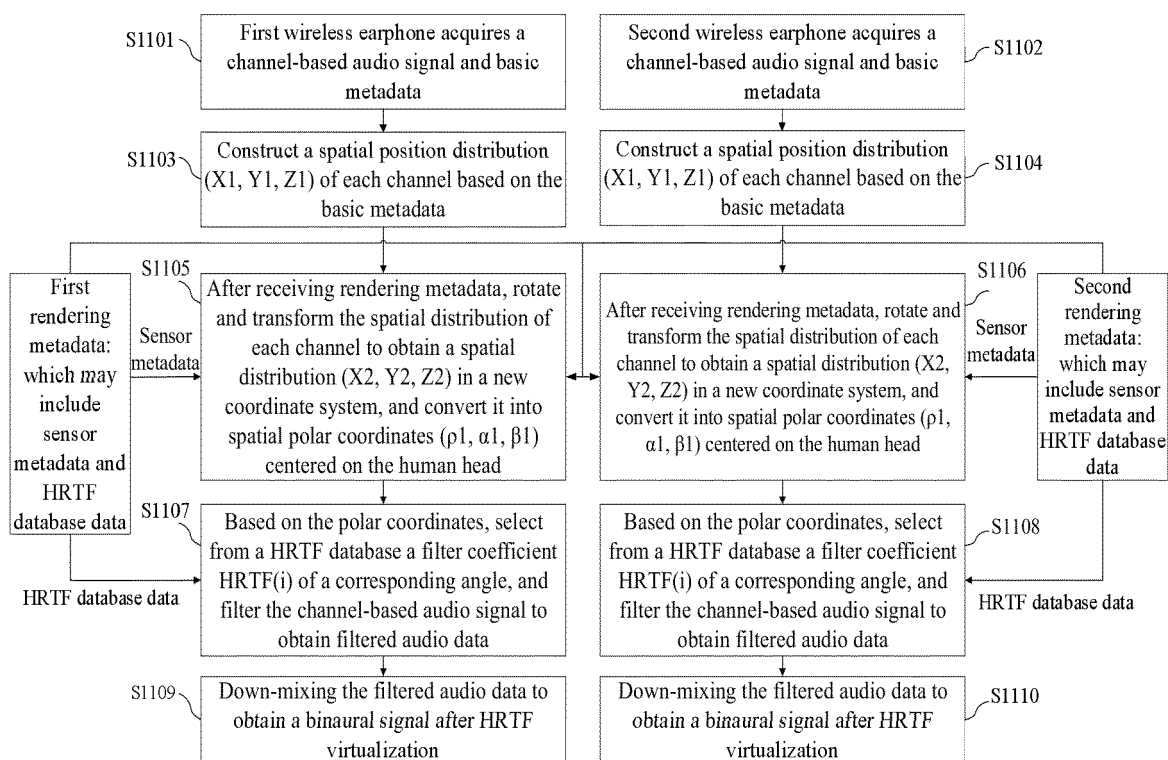 S1101
First wireless earphone acquires a
channel-based audio signal and basic
metadata
Second wireless earphone acquires a
channel-based audio signal and basic
metadata
S1102
S1103
Construct a spatial position distribution
(X1, Y1, Z1) of each channel based on the
basic metadata
Construct a spatial position distribution
(X1, Y1, Z1) of each channel based on the
basic metadata
S1104
First
rendering
metadata:
which may
include
sensor
metadata and
HRTF
database data
Sensor
metadata
S1105
After receiving rendering metadata, rotate
and transform the spatial distribution of
each channel to obtain a spatial
distribution (X2, Y2, Z2) in a new
coordinate system, and convert it into
spatial polar coordinates (ρ1, α1, β1)
centered on the human head
After receiving rendering metadata, rotate and
transform the spatial distribution of each
channel to obtain a spatial distribution (X2,
Y2, Z2) in a new coordinate system, and
convert it into spatial polar coordinates (ρ1,
α1, β1) centered on the human head
S1106
Sensor
metadata
Second
rendering
metadata:
which may
include sensor
metadata and
HRTF database
data
S1107
HRTF database data
Based on the polar coordinates, select
from a HRTF database a filter coefficient
HRTF(i) of a corresponding angle, and
filter the channel-based audio signal to
obtain filtered audio data
Based on the polar coordinates, select
from a HRTF database a filter coefficient
HRTF(i) of a corresponding angle, and
filter the channel-based audio signal to
obtain filtered audio data
S1108
HRTF database data
S1109
Down-mixing the filtered audio data to
obtain a binaural signal after HRTF
virtualization
Down-mixing the filtered audio data to
obtain a binaural signal after HRTF
virtualization
S1110